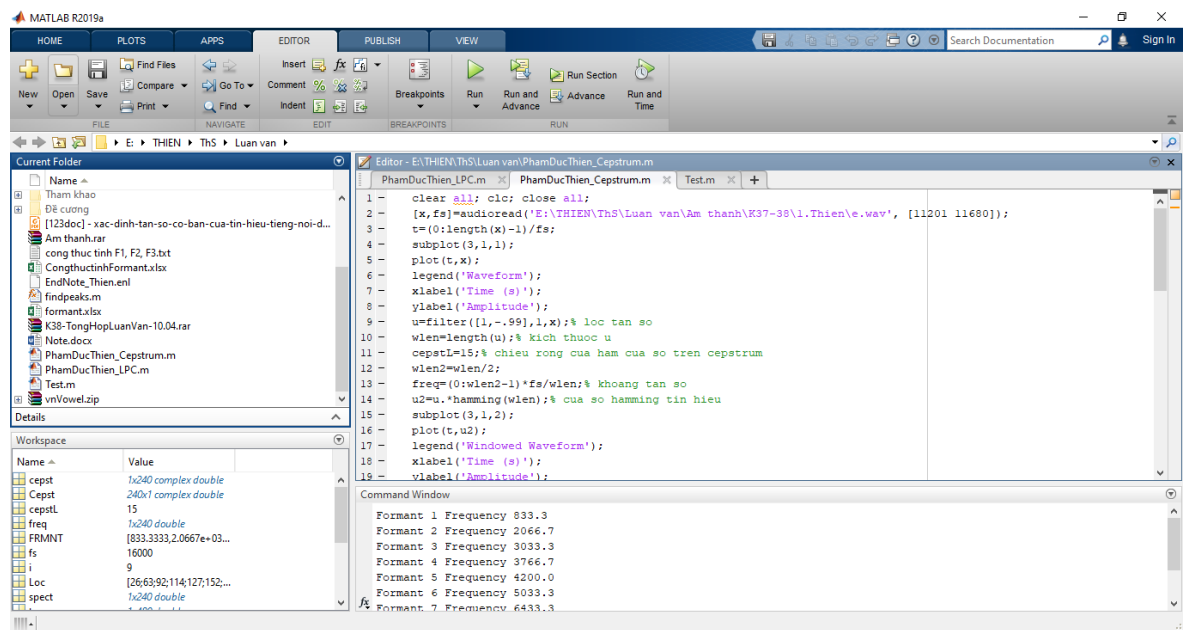 MATLAB R2019a
HOME PLOTS APPS EDITOR PUBLISH VIEW Search Documentation Sign In
New Open Save Find Files Compare Print Go To Find Insert fx Comment Indent Breakpoints Run Run and Advance Run Section Advance Run and Time
FILE NAVIGATE EDIT BREAKPOINTS RUN
E: THIEN ThS Luan van
Current Folder
Name
Tham khao
Đề cương
[123doc] - xac-dinh-tan-so-co-ban-cua-tin-hieu-tieng-noi-d...
Am thanh.rar
cong thuc tinh F1, F2, F3.txt
CongthuctinhFormant.xlsx
EndNote_Thien.enl
findpeaks.m
formant.xlsx
K38-TongHopLuanVan-10.04.rar
Note.docx
PhamDucThien_Cepstrum.m
PhamDucThien_LPC.m
Test.m
vnVowel.zip
Details
Workspace
Name Value
cepst 1x240 complex double
Cepst 240x1 complex double
cepstL 15
freq 1x240 double
FRMNT [833.3333,2.0667e+03...
fs 16000
i 9
Loc [26;63;92;114;127;152;...
spect 1x240 double
Editor - E:\THIEN\ThS\Luan van\PhamDucThien_Cepstrum.m
PhamDucThien_LPC.m PhamDucThien_Cepstrum.m Test.m
1 - clear all; clc; close all;
2 - [x,fs]=audioread('E:\THIEN\ThS\Luan van\Am thanh\K37-38\1.Thien\e.wav', [11201 11680]);
3 - t=(0:length(x)-1)/fs;
4 - subplot(3,1,1);
5 - plot(t,x);
6 - legend('Waveform');
7 - xlabel('Time (s)');
8 - ylabel('Amplitude');
9 - u=filter([1,-.99],1,x);% loc tan so
10 - wlen=length(u);% kich thuoc u
11 - cepstL=15;% chieu rong cua ham cua so tren cepstrum
12 - wlen2=wlen/2;
13 - freq=(0:wlen2-1)*fs/wlen;% khoang tan so
14 - u2=u.*hamming(wlen);% cua so hamming tin hieu
15 - subplot(3,1,2);
16 - plot(t,u2);
17 - legend('Windowed Waveform');
18 - xlabel('Time (s)');
19 - ylabel('Amplitude');
Command Window
Formant 1 Frequency 833.3
Formant 2 Frequency 2066.7
Formant 3 Frequency 3033.3
Formant 4 Frequency 3766.7
Formant 5 Frequency 4200.0
Formant 6 Frequency 5033.3
fx Formant 7 Frequency 6433.3